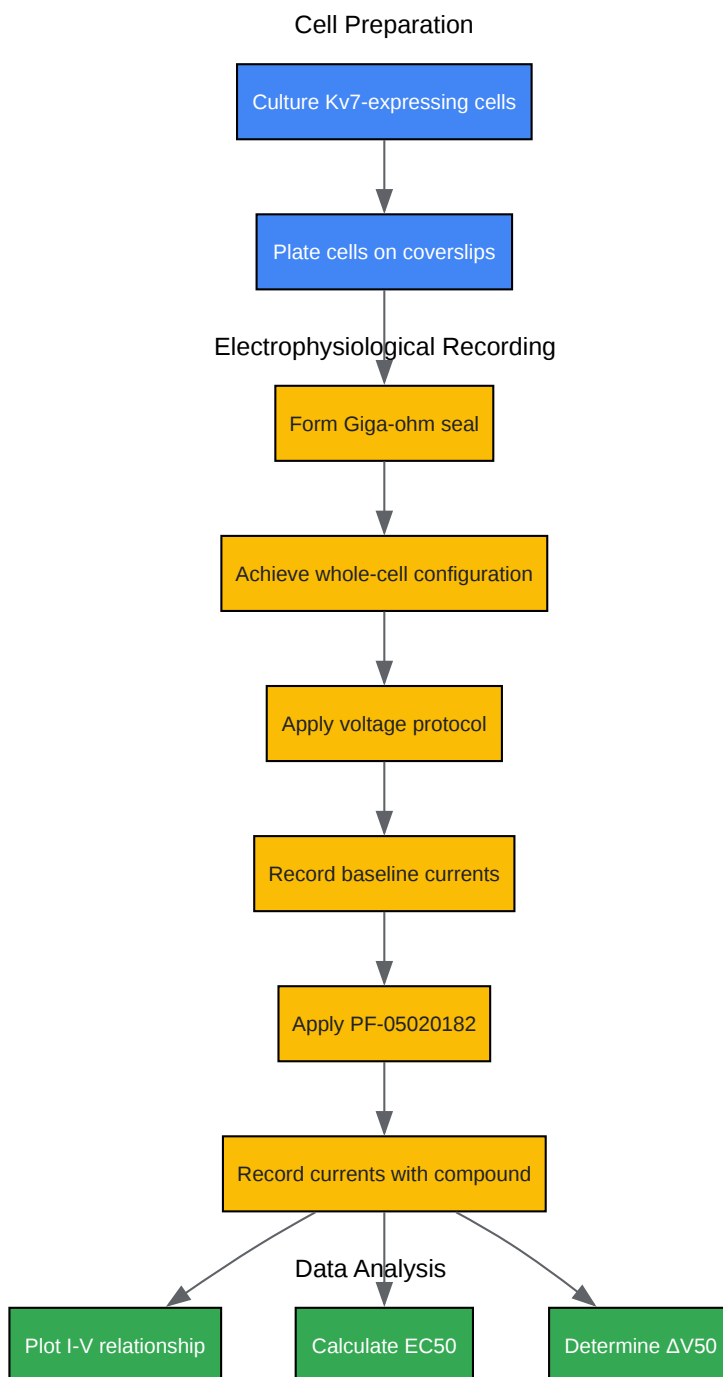 Cell Preparation
Culture Kv7-expressing cells
Plate cells on coverslips
Electrophysiological Recording
Form Giga-ohm seal
Achieve whole-cell configuration
Apply voltage protocol
Record baseline currents
Apply PF-05020182
Record currents with compound
Data Analysis
Plot I-V relationship
Calculate EC50
Determine ΔV50